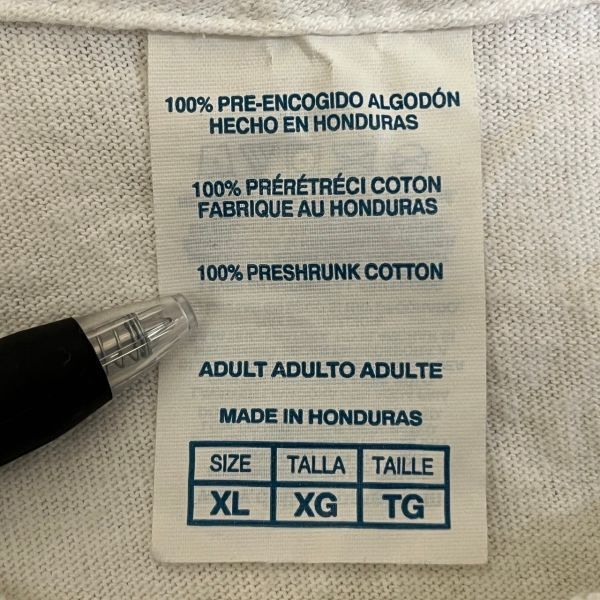 100% PRE-ENCOGIDO ALGODÓN
HECHO EN HONDURAS
100% PRÉRÉTRÉCI COTON
FABRIQUE AU HONDURAS
100% PRESHRUNK COTTON
ADULT ADULTO ADULTE
MADE IN HONDURAS
SIZE TALLA TAILLE
XL XG TG